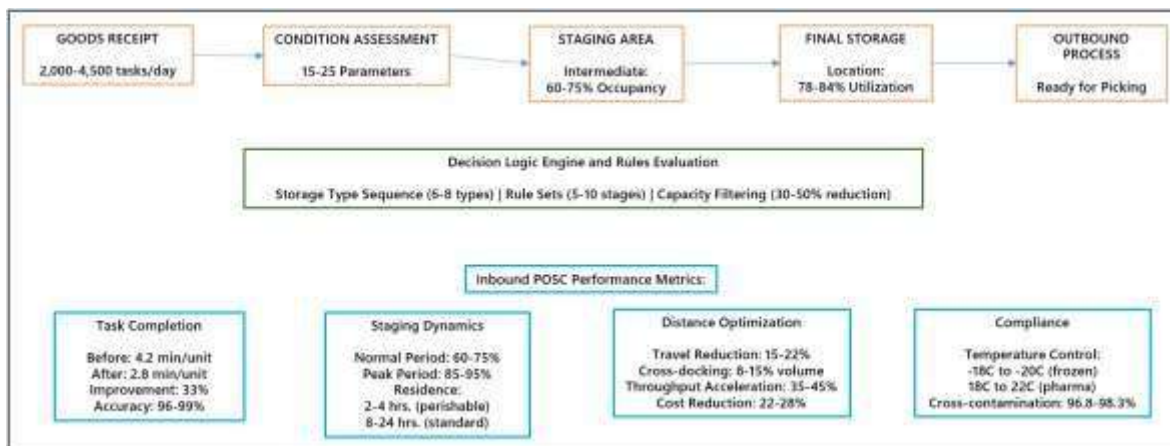 GOODS RECEIPT
2,000-4,500 tasks/day
CONDITION ASSESSMENT
15-25 Parameters
STAGING AREA
Intermediate:
60-75% Occupancy
FINAL STORAGE
Location:
78-84% Utilization
OUTBOUND
PROCESS
Ready for Picking
Decision Logic Engine and Rules Evaluation
Storage Type Sequence (6-8 types) | Rule Sets (5-10 stages) | Capacity Filtering (30-50% reduction)
Inbound POSC Performance Metrics:
Task Completion
Before: 4.2 min/unit
After: 2.8 min/unit
Improvement: 33%
Accuracy: 96-99%
Staging Dynamics
Normal Period: 60-75%
Peak Period: 85-95%
Residence:
2-4 hrs. (perishable)
8-24 hrs. (standard)
Distance Optimization
Travel Reduction: 15-22%
Cross-docking: 8-15% volume
Throughput Acceleration: 35-45%
Cost Reduction: 22-28%
Compliance
Temperature Control:
-18C to -20C (frozen)
18C to 22C (pharma)
Cross-contamination: 96.8-98.3%